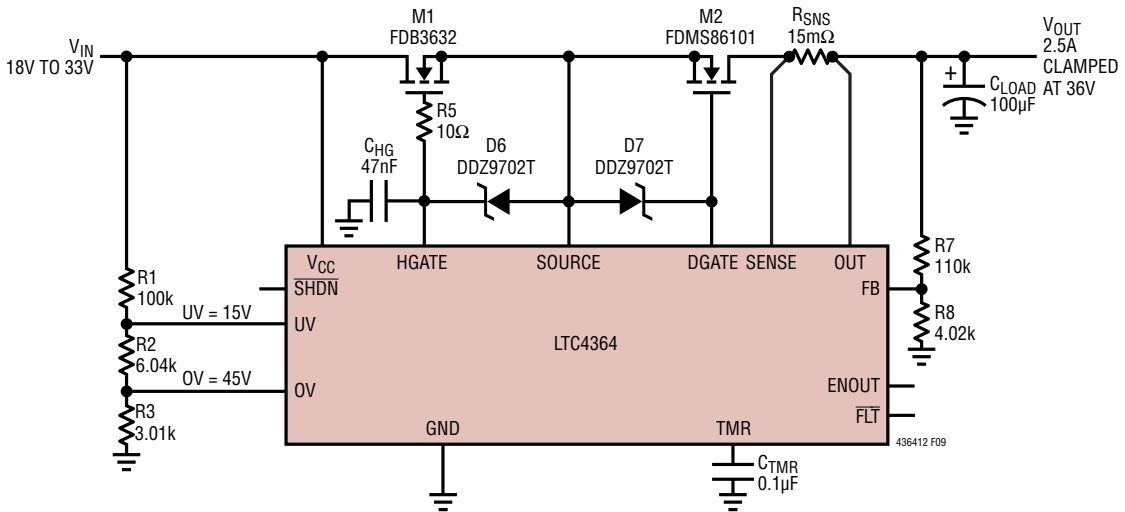 M1
FDB3632
M2
FDMS86101
RSNS
15mΩ
VIN
18V TO 33V
VOUT
2.5A
CLAMPED
AT 36V
+
CLOAD
100µF
R5
10Ω
CHG
47nF
D6
DDZ9702T
D7
DDZ9702T
R7
110k
R8
4.02k
R1
100k
R2
6.04k
R3
3.01k
UV = 15V
OV = 45V
VCC
HGATE
SOURCE
DGATE
SENSE
OUT
SHDN
UV
OV
FB
LTC4364
ENOUT
FLT
GND
TMR
436412 F09
CTMR
0.1µF